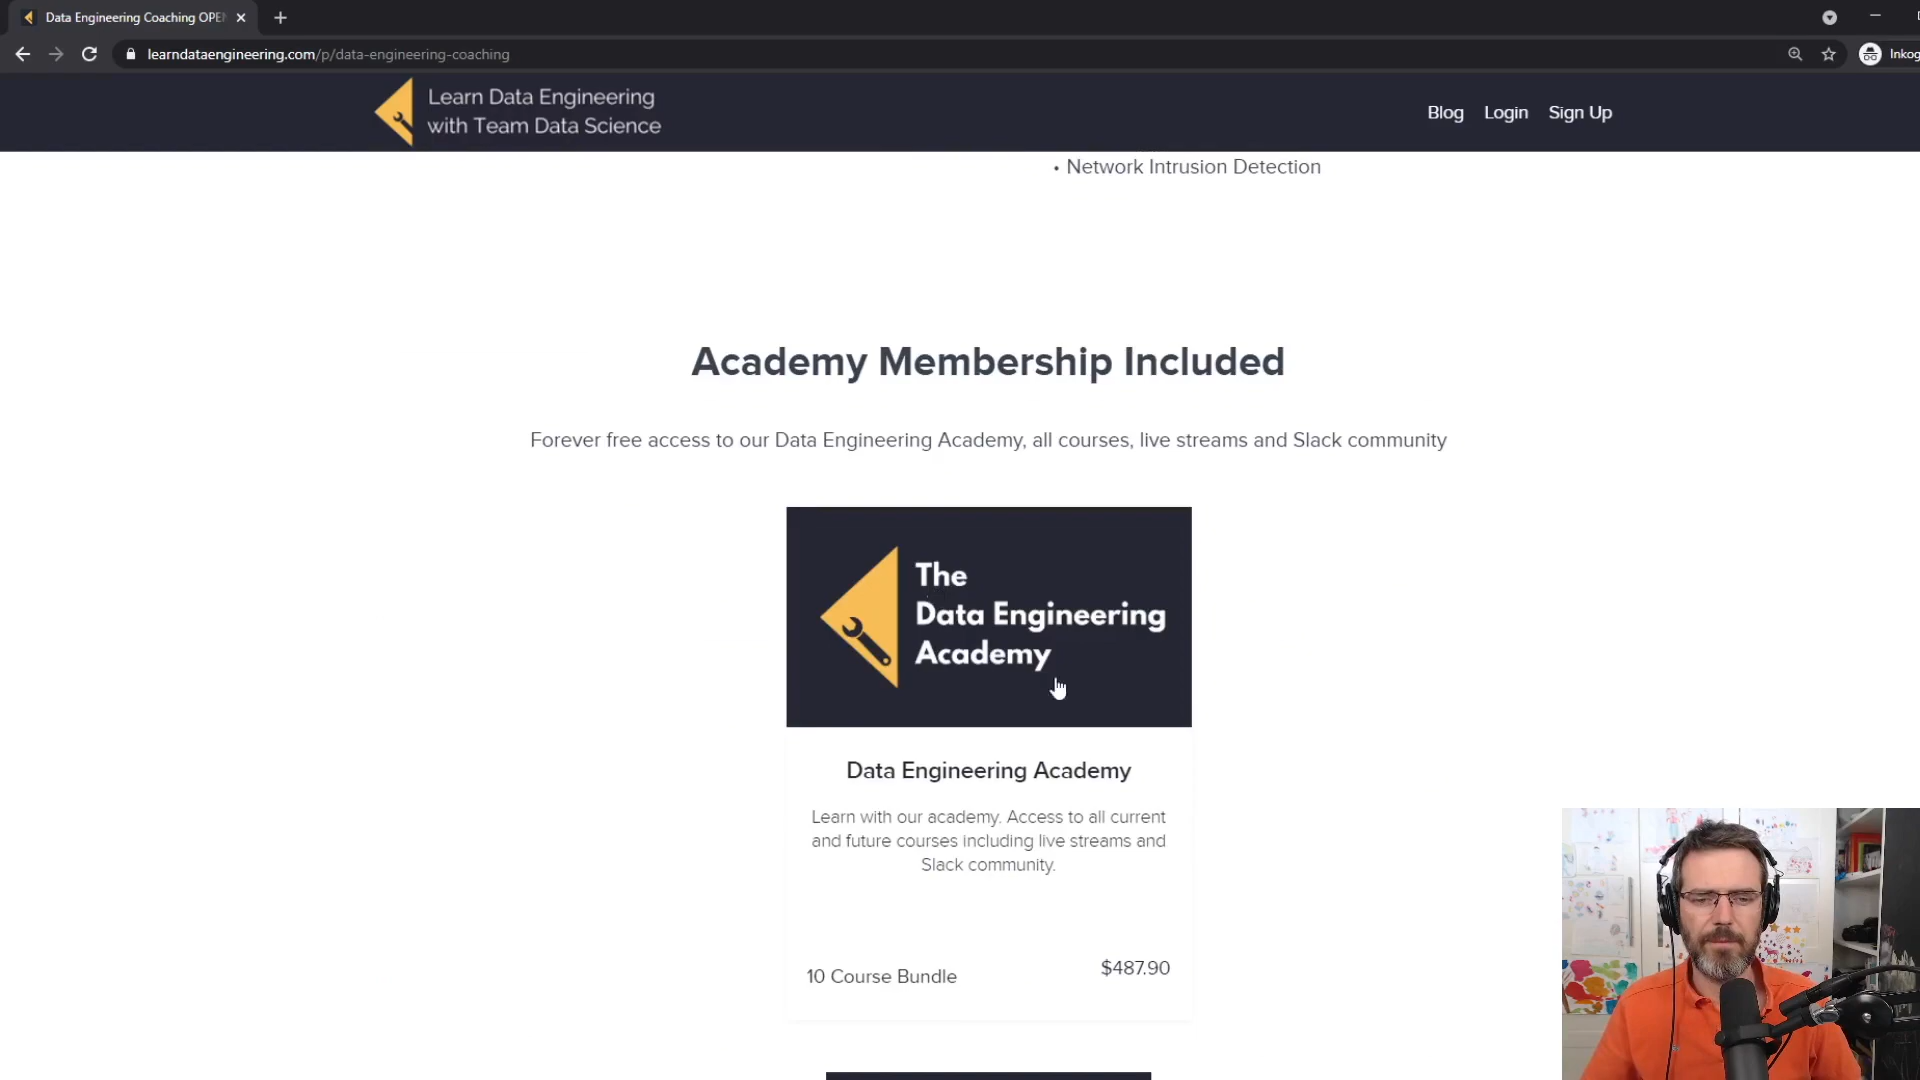 Data Engineering Coaching OPE
learndataengineering.com/p/data-engineering-coaching
Inkog
Learn Data Engineering
with Team Data Science
Blog Login Sign Up
• Network Intrusion Detection
Academy Membership Included
Forever free access to our Data Engineering Academy, all courses, live streams and Slack community
The
Data Engineering
Academy
Data Engineering Academy
Learn with our academy. Access to all current
and future courses including live streams and
Slack community.
10 Course Bundle
$487.90